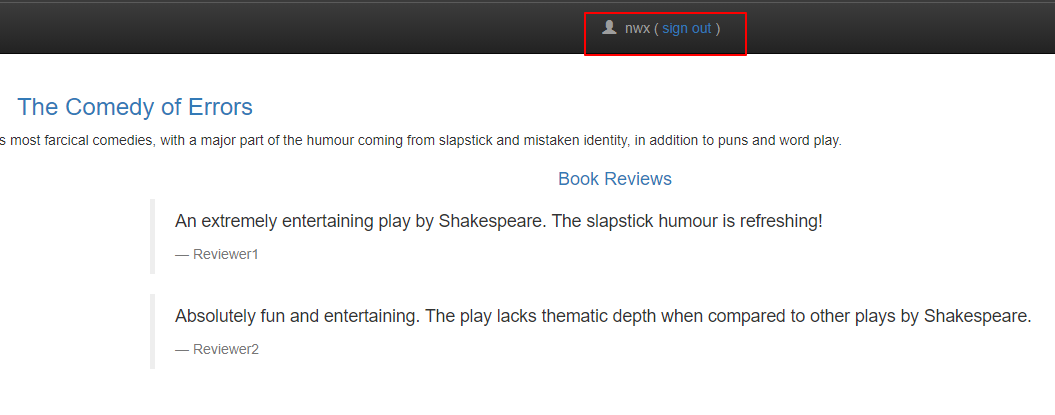 nwx ( sign out )
The Comedy of Errors
s most farcical comedies, with a major part of the humour coming from slapstick and mistaken identity, in addition to puns and word play.
Book Reviews
An extremely entertaining play by Shakespeare. The slapstick humour is refreshing!
— Reviewer1
Absolutely fun and entertaining. The play lacks thematic depth when compared to other plays by Shakespeare.
— Reviewer2